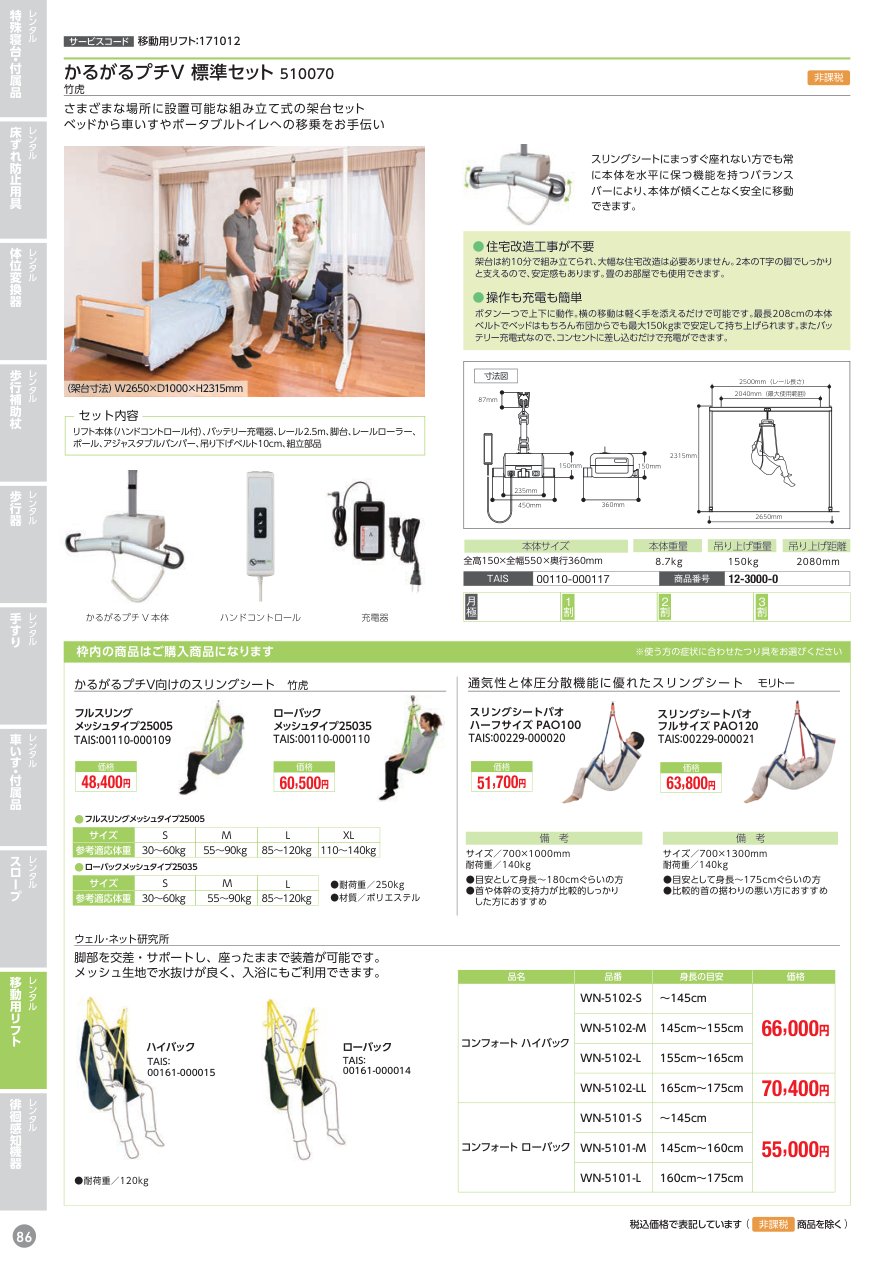 レンタル
特殊寝台・付属品
レンタル
床ずれ防止用具
レンタル
体位変換器
レンタル
歩行補助杖
レンタル
歩行器
レンタル
手すり
レンタル
車いす・付属品
レンタル
スロープ
レンタル
移動用リフト
レンタル
徘徊感知機器
86
サービスコード 移動用リフト:171012
かるがるプチV 標準セット 510070
非課税
竹虎
さまざまな場所に設置可能な組み立て式の架台セット
ベッドから車いすやポータブルトイレへの移乗をお手伝い
(架台寸法) W2650×D1000×H2315mm
セット内容
リフト本体(ハンドコントロール付)、バッテリー充電器、レール2.5m、脚台、レールローラー、
ポール、アジャスタブルバンパー、吊り下げベルト10cm、組立部品
かるがるプチV 本体
ハンドコントロール
充電器
スリングシートにまっすぐ座れない方でも常
に本体を水平に保つ機能を持つバランス
バーにより、本体が傾くことなく安全に移動
できます。
●住宅改造工事が不要
架台は約10分で組み立てられ、大幅な住宅改造は必要ありません。2本のT字の脚でしっかり
と支えるので、安定感もあります。畳のお部屋でも使用できます。
●操作も充電も簡単
ボタン一つで上下に動作。横の移動は軽く手を添えるだけで可能です。最長208cmの本体
ベルトでベッドはもちろん布団からでも最大150kgまで安定して持ち上げられます。またバッ
テリー充電式なので、コンセントに差し込むだけで充電ができます。
寸法図
87mm
150mm
235mm
450mm
150mm
360mm
2500mm (レール長さ)
2040mm (最大使用範囲)
2315mm
2650mm
本体サイズ 本体重量 吊り上げ重量 吊り上げ距離
全高150×全幅550×奥行360mm 8.7kg 150kg 2080mm
TAIS 00110-000117 商品番号 12-3000-0
月極 1割 2割 3割
枠内の商品はご購入商品になります ※使う方の症状に合わせたつり具をお選びください
かるがるプチV向けのスリングシート 竹虎
フルスリング
メッシュタイプ25005
TAIS:00110-000109
価格
48,400円
ローバック
メッシュタイプ25035
TAIS:00110-000110
価格
60,500円
●フルスリングメッシュタイプ25005
サイズ S M L XL
参考適応体重 30～60kg 55～90kg 85～120kg 110～140kg
●ローバックメッシュタイプ25035
サイズ S M L
参考適応体重 30～60kg 55～90kg 85～120kg
●耐荷重／250kg
●材質／ポリエステル
通気性と体圧分散機能に優れたスリングシート モリトー
スリングシートパオ
ハーフサイズ PAO100
TAIS:00229-000020
価格
51,700円
スリングシートパオ
フルサイズ PAO120
TAIS:00229-000021
価格
63,800円
備 考
サイズ／700×1000mm
耐荷重／140kg
●目安として身長～180cmぐらいの方
●首や体幹の支持力が比較的しっかり
した方におすすめ
備 考
サイズ／700×1300mm
耐荷重／140kg
●目安として身長～175cmぐらいの方
●比較的首の据わりの悪い方におすすめ
ウェル・ネット研究所
脚部を交差・サポートし、座ったままで装着が可能です。
メッシュ生地で水抜けが良く、入浴にもご利用できます。
ハイバック
TAIS:
00161-000015
ローバック
TAIS:
00161-000014
●耐荷重／120kg
品名 品番 身長の目安 価格
コンフォート ハイバック
WN-5102-S ～145cm
WN-5102-M 145cm～155cm
WN-5102-L 155cm～165cm
66,000円
WN-5102-LL 165cm～175cm 70,400円
コンフォート ローバック
WN-5101-S ～145cm
WN-5101-M 145cm～160cm
WN-5101-L 160cm～175cm
55,000円
税込価格で表記しています ( 非課税 商品を除く )